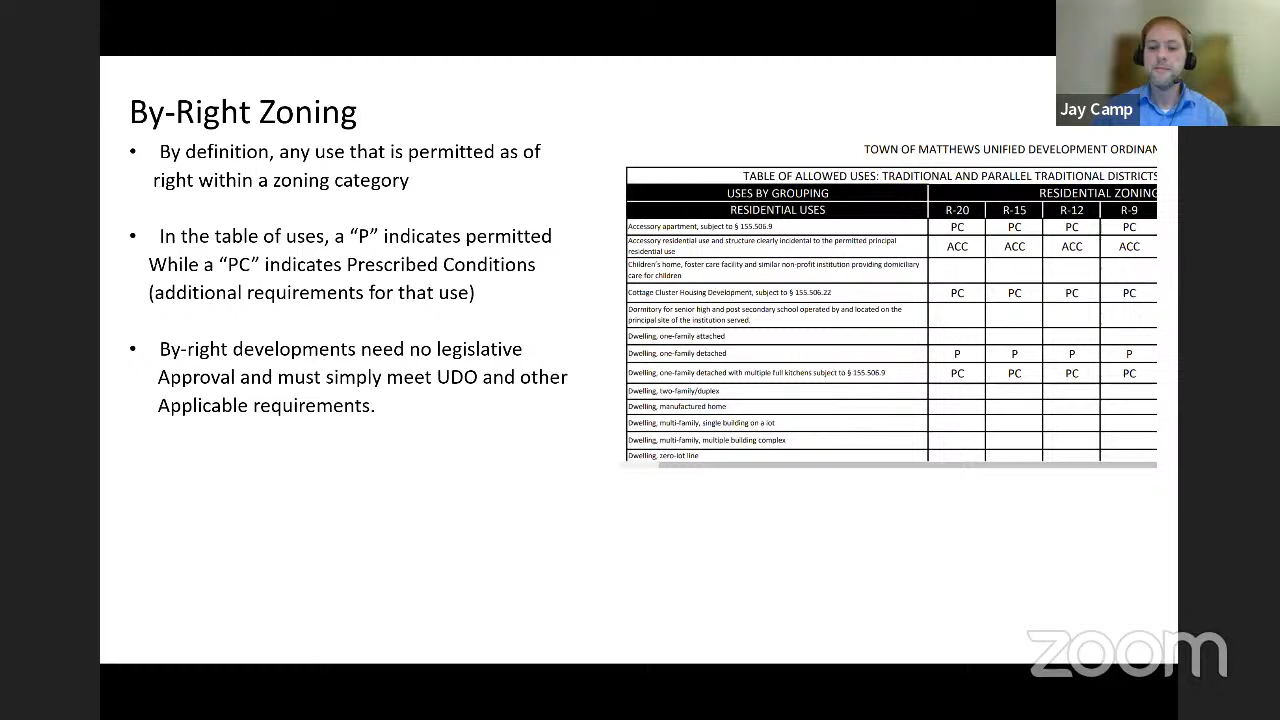 By-Right Zoning
• By definition, any use that is permitted as of
right within a zoning category
• In the table of uses, a “P” indicates permitted
While a “PC” indicates Prescribed Conditions
(additional requirements for that use)
• By-right developments need no legislative
Approval and must simply meet UDO and other
Applicable requirements.
Jay Camp
TOWN OF MATTHEWS UNIFIED DEVELOPMENT ORDINAN
TABLE OF ALLOWED USES: TRADITIONAL AND PARALLEL TRADITIONAL DISTRICTS
USES BY GROUPING RESIDENTIAL ZONING
RESIDENTIAL USES R-20 R-15 R-12 R-9
Accessory apartment, subject to § 155.506.9 PC PC PC PC
Accessory residential use and structure clearly incidental to the permitted principal
residential use ACC ACC ACC ACC
Children's home, foster care facility and similar non-profit institution providing domiciliary
care for children
Cottage Cluster Housing Development, subject to § 155.506.22 PC PC PC PC
Dormitory for senior high and post secondary school operated by and located on the
principal site of the institution served.
Dwelling, one-family attached
Dwelling, one-family detached P P P P
Dwelling, one-family detached with multiple full kitchens subject to § 155.506.9 PC PC PC PC
Dwelling, two-family/duplex
Dwelling, manufactured home
Dwelling, multi-family, single building on a lot
Dwelling, multi-family, multiple building complex
Dwelling, zero-lot line
zoom